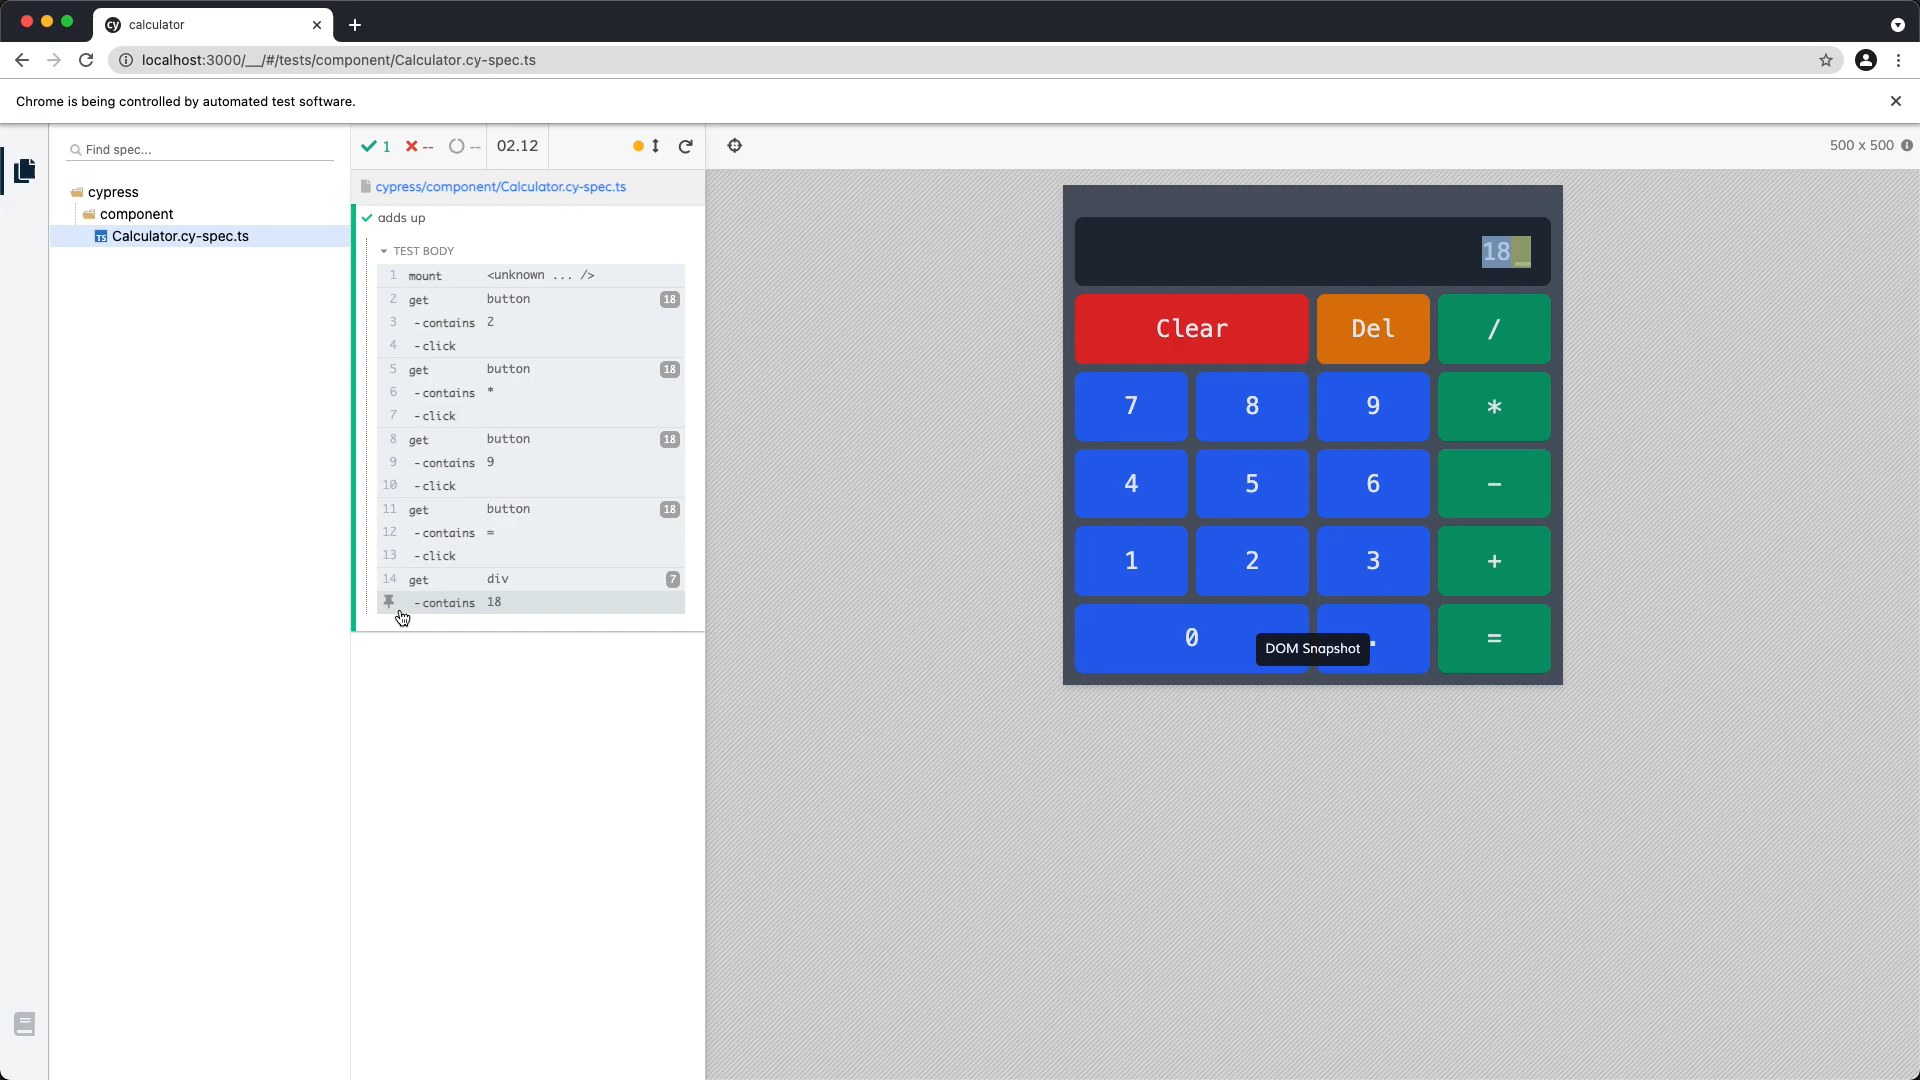 calculator
localhost:3000/__/#/tests/component/Calculator.cy-spec.ts
Chrome is being controlled by automated test software.
Find spec...
cypress
component
TS Calculator.cy-spec.ts
1 -- -- 02.12
500 x 500
cypress/component/Calculator.cy-spec.ts
adds up
TEST BODY
1 mount <unknown ... />
2 get button 18
3 -contains 2
4 -click
5 get button 18
6 -contains *
7 -click
8 get button 18
9 -contains 9
10 -click
11 get button 18
12 -contains =
13 -click
14 get div 7
-contains 18
18_
Clear Del /
7 8 9 *
4 5 6 -
1 2 3 +
0 . =
DOM Snapshot